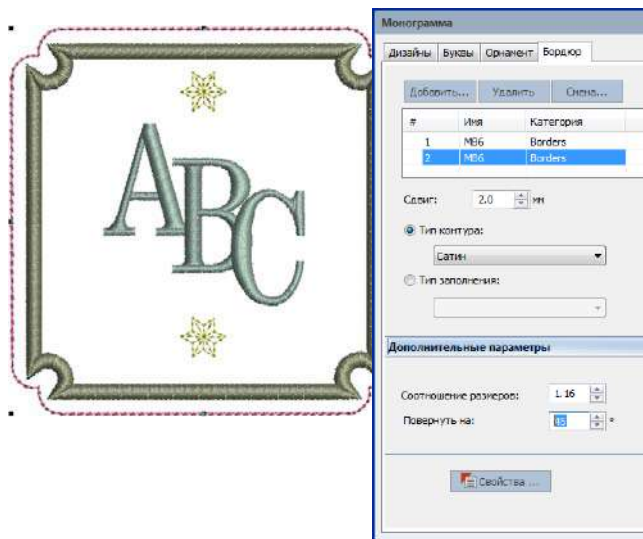 ABC
Монограмма
Дизайны Буквы Орнамент Бордюр
Добавить... Удалить Смена...
# Имя Категория
1 MB6 Borders
2 MB6 Borders
Сдвиг: 2.0 мм
Тип контура:
Сатин
Тип заполнения:
Дополнительные параметры
Соотношение размеров: 1.16
Повернуть на: 45 °
Свойства ...